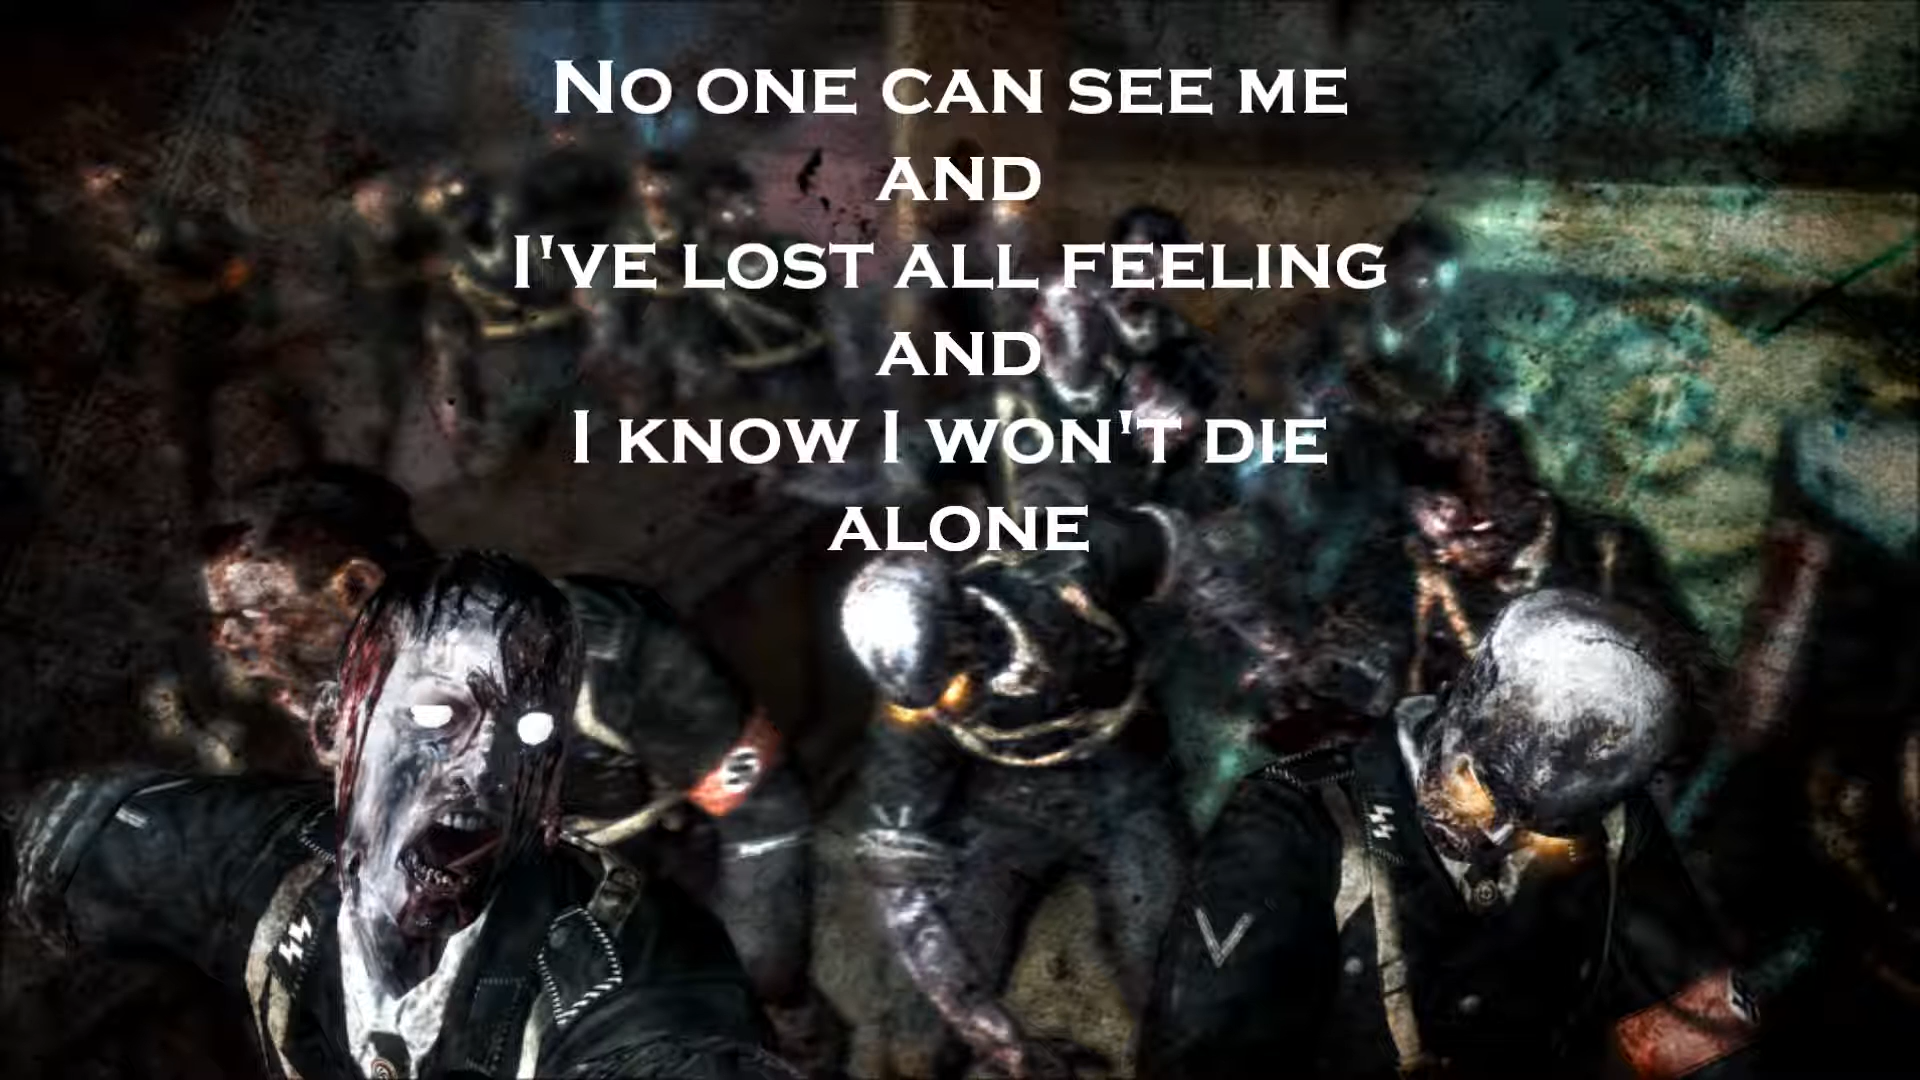 No one can see me
and
I've lost all feeling
and
I know I won't die
alone